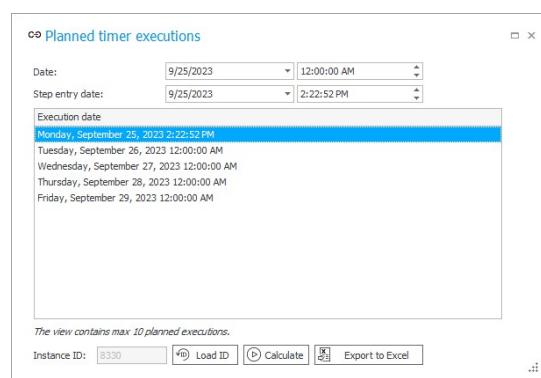 Planned timer executions
Date: 9/25/2023 12:00:00 AM
Step entry date: 9/25/2023 2:22:52 PM
Execution date
Monday, September 25, 2023 2:22:52 PM
Tuesday, September 26, 2023 12:00:00 AM
Wednesday, September 27, 2023 12:00:00 AM
Thursday, September 28, 2023 12:00:00 AM
Friday, September 29, 2023 12:00:00 AM
The view contains max 10 planned executions.
Instance ID: 8330 Load ID Calculate Export to Excel